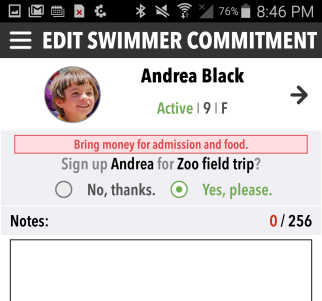 76% 8:46 PM
EDIT SWIMMER COMMITMENT
Andrea Black
Active | 9 | F
Bring money for admission and food.
Sign up Andrea for Zoo field trip?
No, thanks. Yes, please.
Notes: 0 / 256